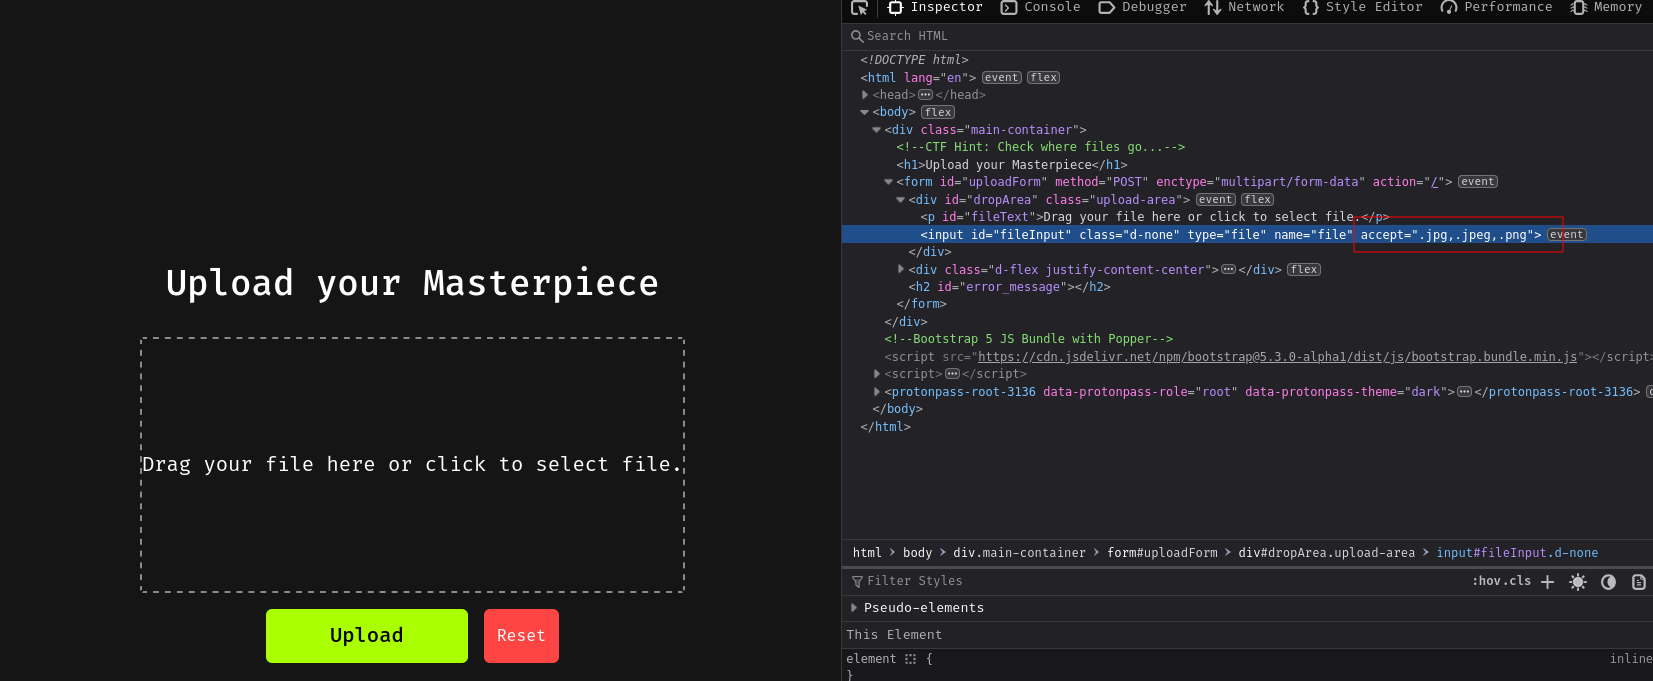 Upload your Masterpiece
Drag your file here or click to select file.
Upload
Reset
Inspector
Console
Debugger
Network
Style Editor
Performance
Memory
Search HTML
<!DOCTYPE html>
<html lang="en"> event flex
<head>⋯</head>
<body> flex
<div class="main-container">
<!--CTF Hint: Check where files go...-->
<h1>Upload your Masterpiece</h1>
<form id="uploadForm" method="POST" enctype="multipart/form-data" action="/"> event
<div id="dropArea" class="upload-area"> event flex
<p id="fileText">Drag your file here or click to select file.</p>
<input id="fileInput" class="d-none" type="file" name="file" accept=".jpg,.jpeg,.png"> event
</div>
<div class="d-flex justify-content-center">⋯</div> flex
<h2 id="error_message"></h2>
</form>
</div>
<!--Bootstrap 5 JS Bundle with Popper-->
<script src="https://cdn.jsdelivr.net/npm/bootstrap@5.3.0-alpha1/dist/js/bootstrap.bundle.min.js"></script>
<script>⋯</script>
<protonpass-root-3136 data-protonpass-role="root" data-protonpass-theme="dark">⋯</protonpass-root-3136>
</body>
</html>
html > body > div.main-container > form#uploadForm > div#dropArea.upload-area > input#fileInput.d-none
Filter Styles
:hov .cls +
Pseudo-elements
This Element
element { inline
}